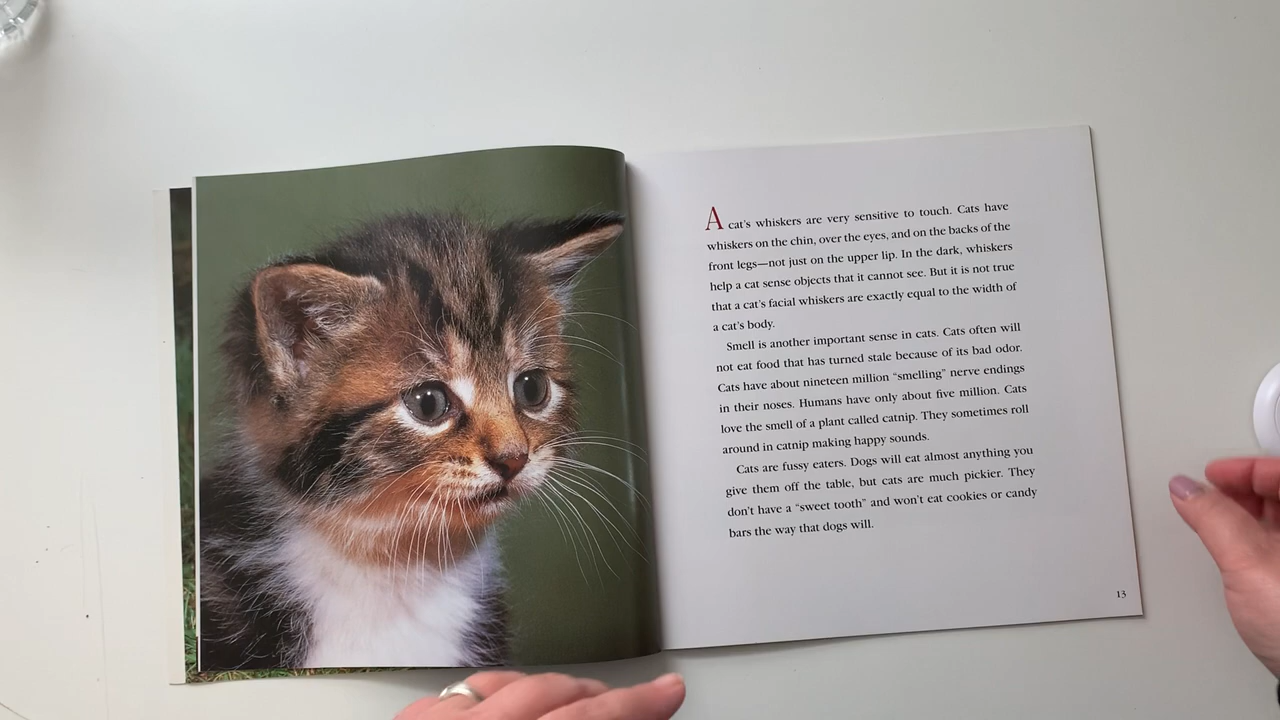 A cat's whiskers are very sensitive to touch. Cats have
whiskers on the chin, over the eyes, and on the backs of the
front legs—not just on the upper lip. In the dark, whiskers
help a cat sense objects that it cannot see. But it is not true
that a cat's facial whiskers are exactly equal to the width of
a cat's body.
Smell is another important sense in cats. Cats often will
not eat food that has turned stale because of its bad odor.
Cats have about nineteen million “smelling” nerve endings
in their noses. Humans have only about five million. Cats
love the smell of a plant called catnip. They sometimes roll
around in catnip making happy sounds.
Cats are fussy eaters. Dogs will eat almost anything you
give them off the table, but cats are much pickier. They
don't have a “sweet tooth” and won't eat cookies or candy
bars the way that dogs will.
13